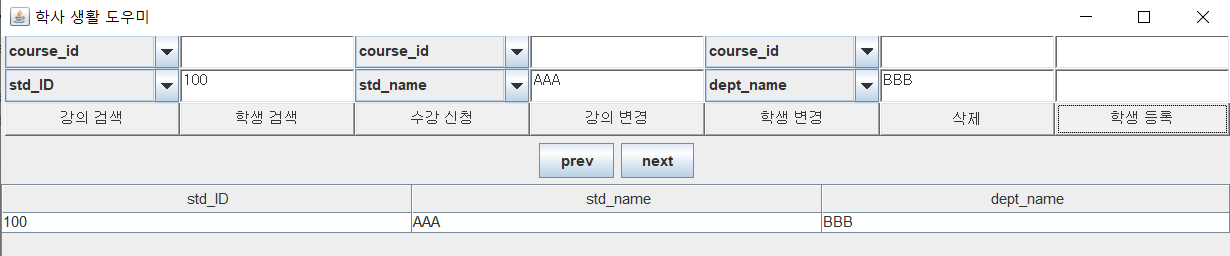 학사 생활 도우미
course_id course_id course_id
std_ID 100 std_name AAA dept_name BBB
강의 검색 학생 검색 수강 신청 강의 변경 학생 변경 삭제 학생 등록
prev next
std_ID std_name dept_name
100 AAA BBB